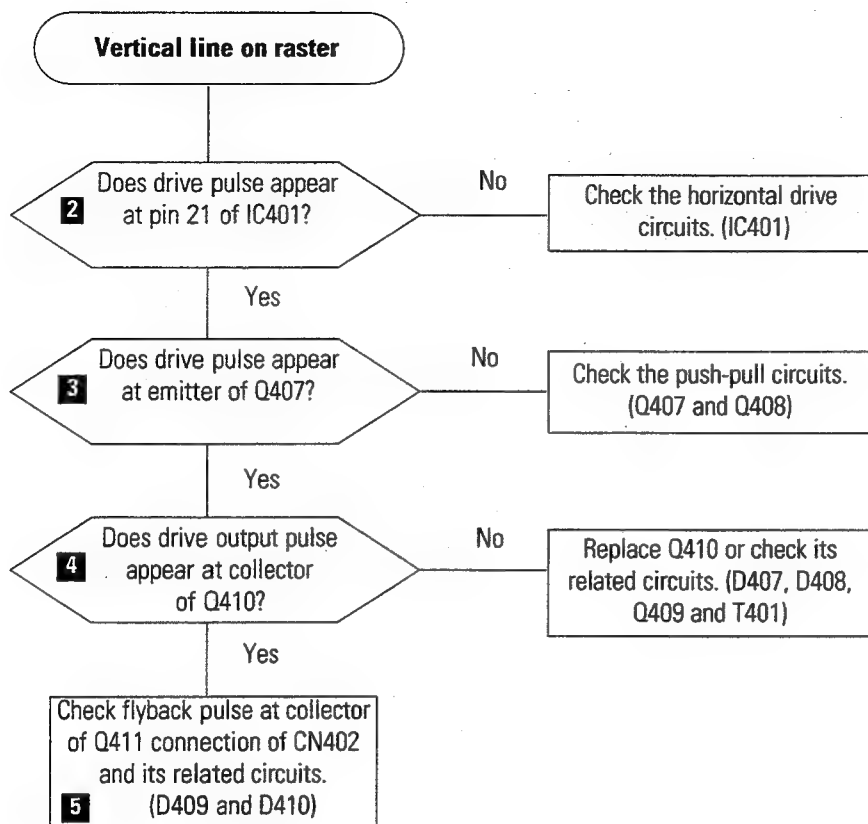 Vertical line on raster
Does drive pulse appear
2 at pin 21 of IC401?
No
Check the horizontal drive
circuits. (IC401)
Yes
Does drive pulse appear
3 at emitter of Q407?
No
Check the push-pull circuits.
(Q407 and Q408)
Yes
Does drive output pulse
4 appear at collector
of Q410?
No
Replace Q410 or check its
related circuits. (D407, D408,
Q409 and T401)
Yes
Check flyback pulse at collector
of Q411 connection of CN402
and its related circuits.
5 (D409 and D410)